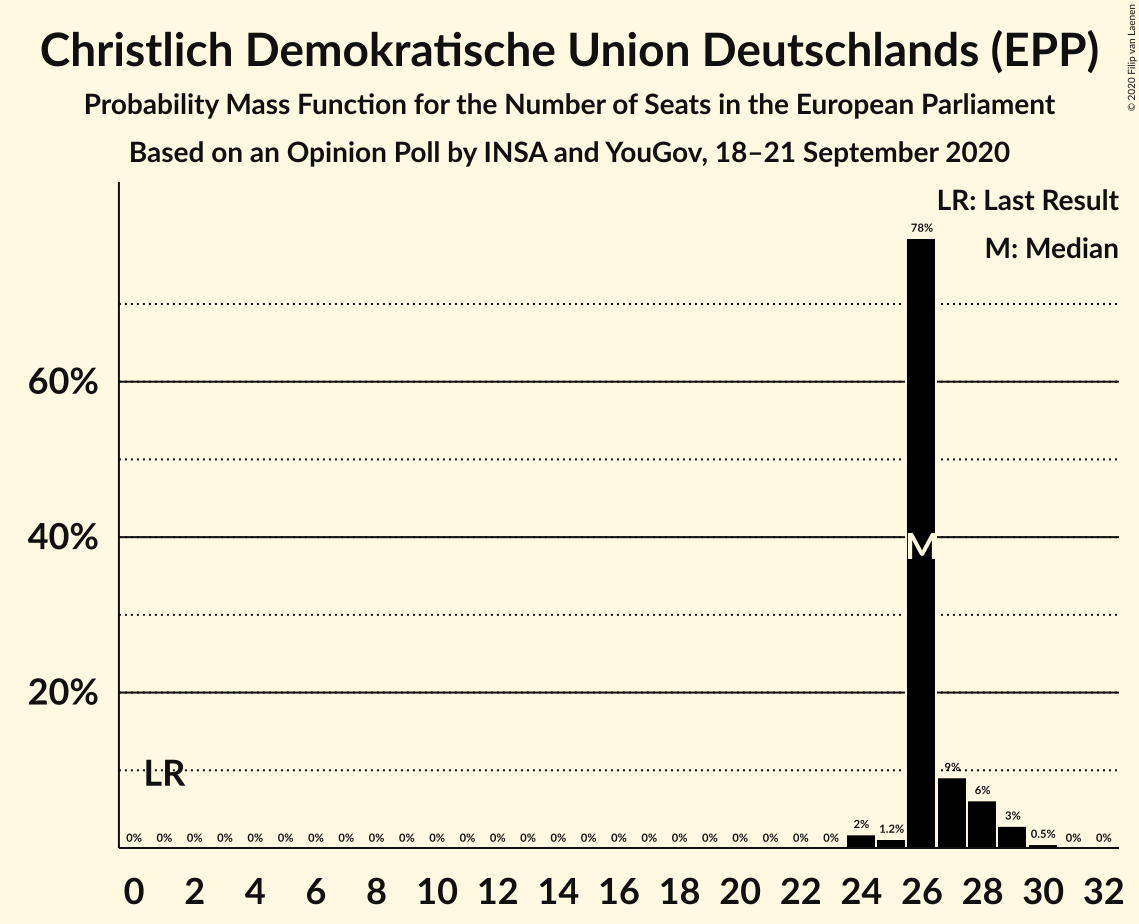 Christlich Demokratische Union Deutschlands (EPP)
Probability Mass Function for the Number of Seats in the European Parliament
Based on an Opinion Poll by INSA and YouGov, 18–21 September 2020
© 2020 Filip van Laenen
LR: Last Result
M: Median
78%
60%
40%
M
20%
LR
9%
6%
3%
0% 0% 0% 0% 0% 0% 0% 0% 0% 0% 0% 0% 0% 0% 0% 0% 0% 0% 0% 0% 0% 0% 0% 0% 2% 1.2% 0.5% 0% 0%
0 2 4 6 8 10 12 14 16 18 20 22 24 26 28 30 32